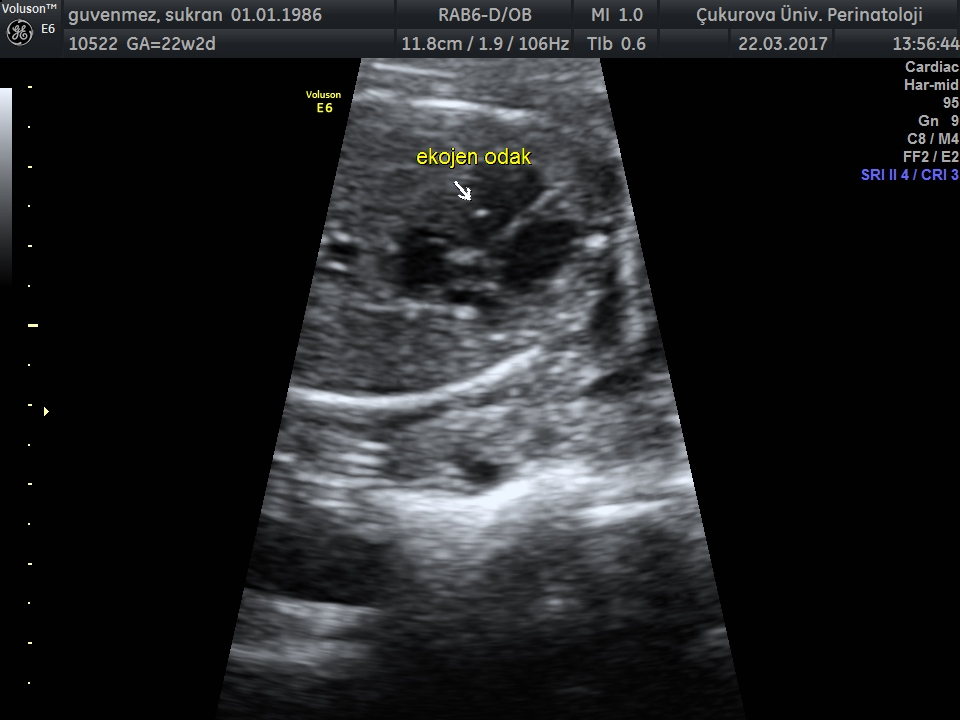 Voluson™
E6
guvenmez, sukran 01.01.1986
RAB6-D/OB
MI 1.0
Çukurova Üniv. Perinatoloji
10522 GA=22w2d
11.8cm / 1.9 / 106Hz
TIb 0.6
22.03.2017
13:56:44
Cardiac
Har-mid
95
Gn 9
C8 / M4
FF2 / E2
SRI II 4 / CRI 3
Voluson
E6
ekojen odak